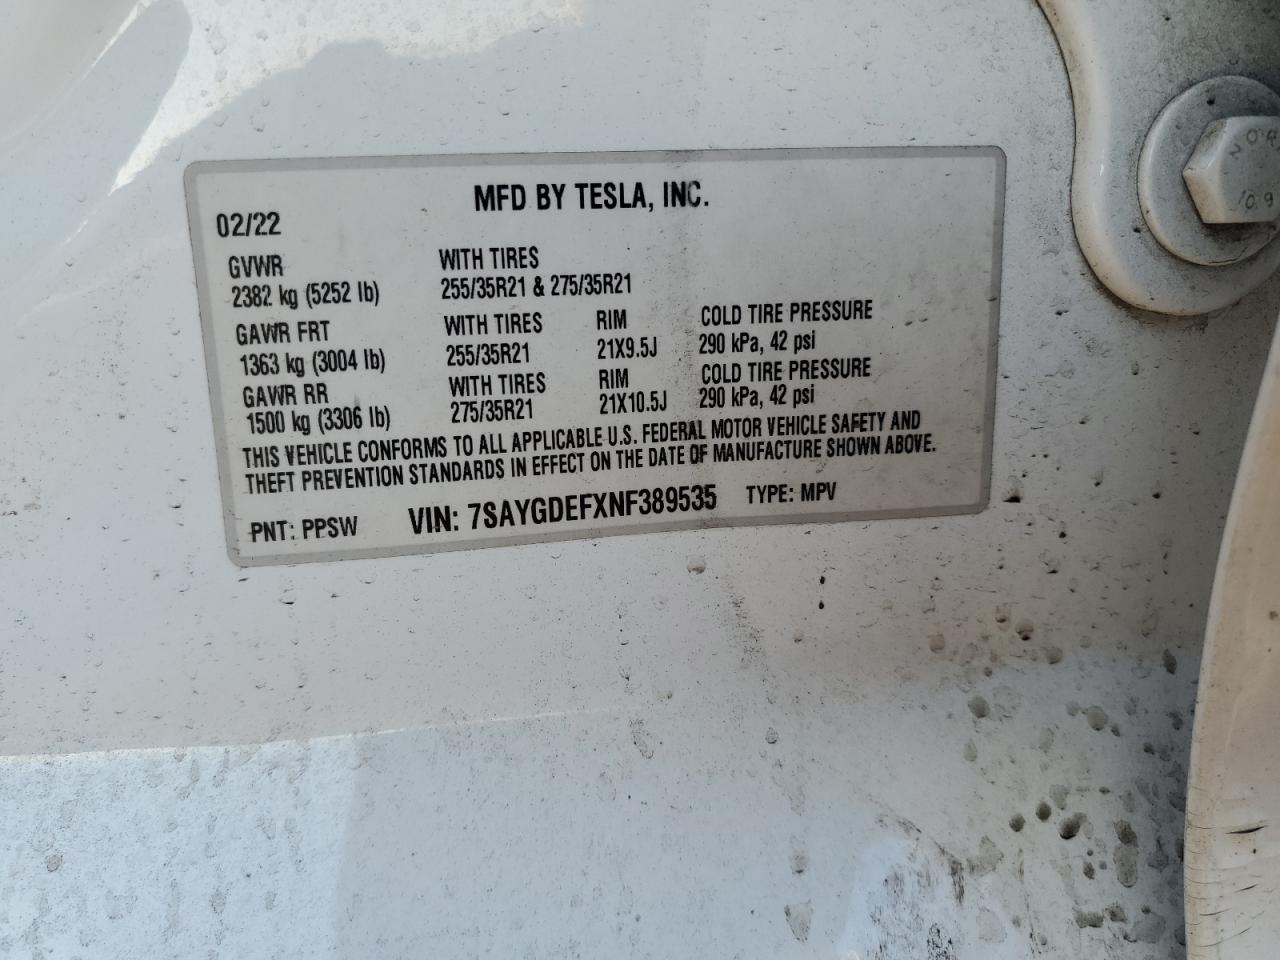 MFD BY TESLA, INC.
02/22
GVWR WITH TIRES
2382 kg (5252 lb) 255/35R21 & 275/35R21
GAWR FRT WITH TIRES RIM COLD TIRE PRESSURE
1363 kg (3004 lb) 255/35R21 21X9.5J 290 kPa, 42 psi
GAWR RR WITH TIRES RIM COLD TIRE PRESSURE
1500 kg (3306 lb) 275/35R21 21X10.5J 290 kPa, 42 psi
THIS VEHICLE CONFORMS TO ALL APPLICABLE U.S. FEDERAL MOTOR VEHICLE SAFETY AND
THEFT PREVENTION STANDARDS IN EFFECT ON THE DATE OF MANUFACTURE SHOWN ABOVE.
PNT: PPSW VIN: 7SAYGDEFXNF389535 TYPE: MPV